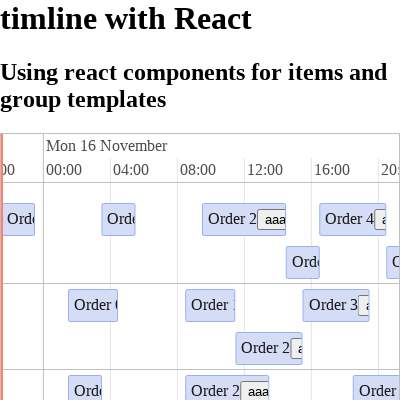 timline with React
Using react components for items and
group templates
Mon 16 November
00:00 04:00 08:00 12:00 16:00
Order 2 aaa Order 4
Order Order 3
Order 2
Order 2 aaa Order